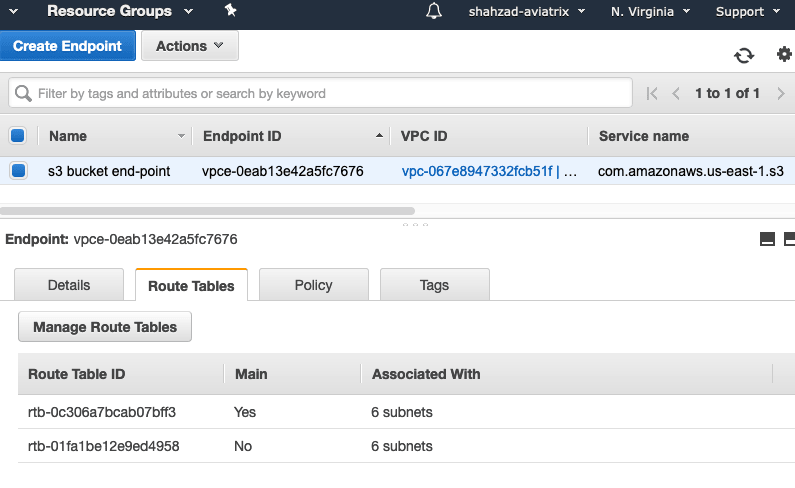 Resource Groups shahzad-aviatrix N. Virginia Support
Create Endpoint Actions
Filter by tags and attributes or search by keyword 1 to 1 of 1
Name Endpoint ID VPC ID Service name
s3 bucket end-point vpce-0eab13e42a5fc7676 vpc-067e8947332fcb51f | ... com.amazonaws.us-east-1.s3
Endpoint: vpce-0eab13e42a5fc7676
Details Route Tables Policy Tags
Manage Route Tables
Route Table ID Main Associated With
rtb-0c306a7bcab07bff3 Yes 6 subnets
rtb-01fa1be12e9ed4958 No 6 subnets